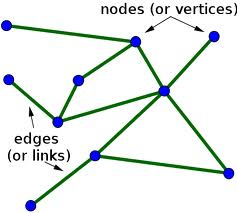 nodes (or vertices)
edges
(or links)